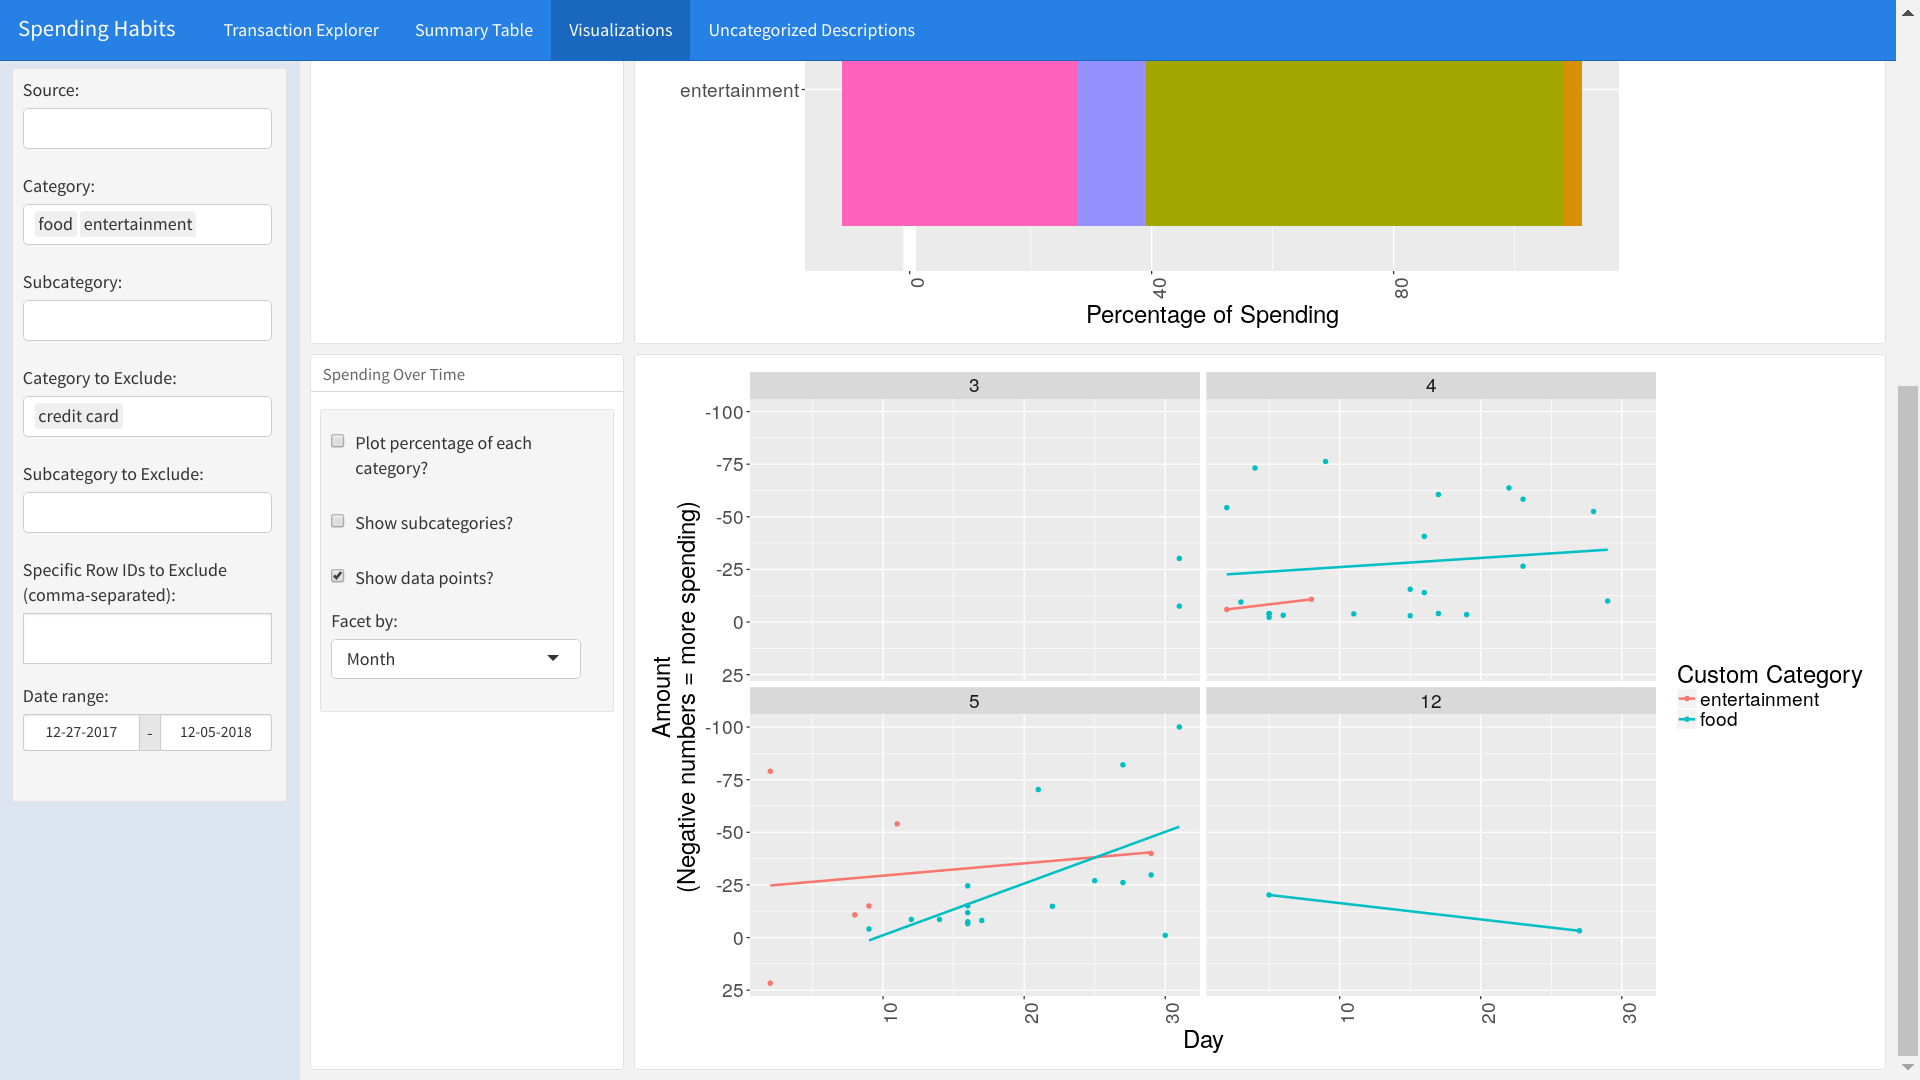 Spending Habits
Transaction Explorer
Summary Table
Visualizations
Uncategorized Descriptions
Source:
Category:
food entertainment
Subcategory:
Category to Exclude:
credit card
Subcategory to Exclude:
Specific Row IDs to Exclude
(comma-separated):
Date range:
12-27-2017 - 12-05-2018
entertainment
0 40 80
Percentage of Spending
Spending Over Time
Plot percentage of each
category?
Show subcategories?
Show data points?
Facet by:
Month
Amount
(Negative numbers = more spending)
3
4
-100
-75
-50
-25
0
25
5
12
-100
-75
-50
-25
0
25
10 20 30 10 20 30
Day
Custom Category
entertainment
food